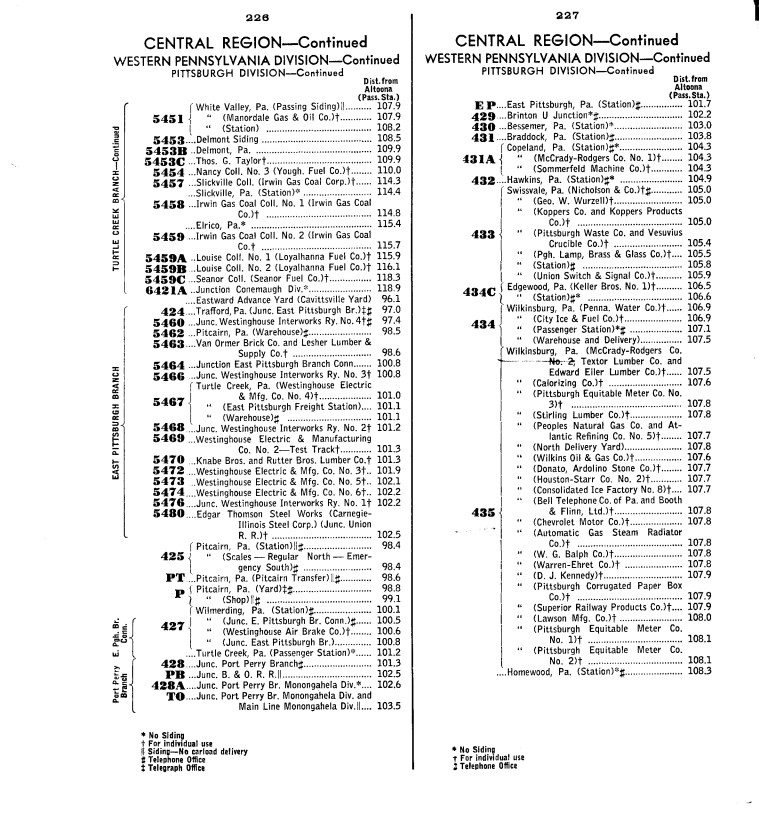 226
CENTRAL REGION—Continued
WESTERN PENNSYLVANIA DIVISION—Continued
PITTSBURGH DIVISION—Continued
Dist. from
Altoona
(Pass. Sta.)
TURTLE CREEK BRANCH—Continued
White Valley, Pa. (Passing Siding)‖........ 107.9
5451 " (Manordale Gas & Oil Co.)†........ 107.9
" (Station) ........ 108.2
5453....Delmont Siding ........ 108.5
5453B....Delmont, Pa. ........ 109.9
5453C....Thos. G. Taylor†........ 109.9
5454....Nancy Coll. No. 3 (Yough. Fuel Co.)†...... 110.0
5457....Slickville Coll. (Irwin Gas Coal Corp.)†...... 114.3
....Slickville, Pa. (Station)* ........ 114.4
5458....Irwin Gas Coal Coll. No. 1 (Irwin Gas Coal
Co.)† ........ 114.8
....Elrico, Pa.* ........ 115.4
5459....Irwin Gas Coal Coll. No. 2 (Irwin Gas Coal
Co.† ........ 115.7
5459A....Louise Coll. No. 1 (Loyalhanna Fuel Co.)† 115.9
5459B....Louise Coll. No. 2 (Loyalhanna Fuel Co.)† 116.1
5459C....Seanor Coll. (Seanor Fuel Co.)†........ 118.3
6421A....Junction Conemaugh Div.*........ 118.9
....Eastward Advance Yard (Cavittsville Yard) 96.1
EAST PITTSBURGH BRANCH
424....Trafford, Pa. (Junc. East Pittsburgh Br.)‡⸗ 97.0
5460....Junc. Westinghouse Interworks Ry. No. 4†⸗ 97.4
5462....Pitcairn, Pa. (Warehouse)⸗........ 98.5
5463....Van Ormer Brick Co. and Lesher Lumber &
Supply Co.† ........ 98.6
5464....Junction East Pittsburgh Branch Conn....... 100.8
5466....Junc. Westinghouse Interworks Ry. No. 3† 100.8
Turtle Creek, Pa. (Westinghouse Electric
& Mfg. Co. No. 4)†........ 101.0
5467 " (East Pittsburgh Freight Station).... 101.1
" (Warehouse)⸗ ........ 101.1
5468....Junc. Westinghouse Interworks Ry. No. 2† 101.2
5469....Westinghouse Electric & Manufacturing
Co. No. 2—Test Track†........ 101.3
5470....Knabe Bros. and Rutter Bros. Lumber Co.† 101.3
5472....Westinghouse Electric & Mfg. Co. No. 3†.. 101.9
5473....Westinghouse Electric & Mfg. Co. No. 5†.. 102.1
5474....Westinghouse Electric & Mfg. Co. No. 6†.. 102.2
5476....Junc. Westinghouse Interworks Ry. No. 1† 102.2
5480....Edgar Thomson Steel Works (Carnegie-
Illinois Steel Corp.) (Junc. Union
R. R.)† ........ 102.5
Pitcairn, Pa. (Station)‖⸗........ 98.4
425 " (Scales — Regular North — Emer-
gency South)⸗ ........ 98.4
PT....Pitcairn, Pa. (Pitcairn Transfer)‖⸗........ 98.6
P Pitcairn, Pa. (Yard)‡⸗ ........ 98.8
" (Shop)‖⸗ ........ 99.1
E. Pgh. Br.
Conn.
Wilmerding, Pa. (Station)⸗........ 100.1
" (Junc. E. Pittsburgh Br. Conn.)⸗...... 100.5
427 " (Westinghouse Air Brake Co.)†........ 100.6
" (Junc. East Pittsburgh Br.)........ 100.8
....Turtle Creek, Pa. (Passenger Station)*...... 101.2
Port Perry
Branch
428....Junc. Port Perry Branch⸗........ 101.3
PB....Junc. B. & O. R. R.‖........ 102.5
428A....Junc. Port Perry Br. Monongahela Div.*.... 102.6
TO....Junc. Port Perry Br. Monongahela Div. and
Main Line Monongahela Div.‖.... 103.5
* No Siding
† For individual use
‖ Siding—No carload delivery
⸗ Telephone Office
‡ Telegraph Office
227
CENTRAL REGION—Continued
WESTERN PENNSYLVANIA DIVISION—Continued
PITTSBURGH DIVISION—Continued
Dist. from
Altoona
(Pass. Sta.)
EP....East Pittsburgh, Pa. (Station)⸗........ 101.7
429....Brinton U Junction*⸗........ 102.2
430....Bessemer, Pa. (Station)*........ 103.0
431....Braddock, Pa. (Station)⸗........ 103.8
Copeland, Pa. (Station)⸗*........ 104.3
431A " (McCrady-Rodgers Co. No. 1)†........ 104.3
" (Sommerfeld Machine Co.)†........ 104.3
432....Hawkins, Pa. (Station)⸗*........ 104.9
Swissvale, Pa. (Nicholson & Co.)†⸗........ 105.0
" (Geo. W. Wurzell)†........ 105.0
" (Koppers Co. and Koppers Products
Co.)† ........ 105.0
433 " (Pittsburgh Waste Co. and Vesuvius
Crucible Co.)† ........ 105.4
" (Pgh. Lamp, Brass & Glass Co.)†.... 105.5
" (Station)⸗ ........ 105.8
" (Union Switch & Signal Co.)†........ 105.9
434C Edgewood, Pa. (Keller Bros. No. 1)†........ 106.5
" (Station)⸗* ........ 106.6
Wilkinsburg, Pa. (Penna. Water Co.)†...... 106.9
" (City Ice & Fuel Co.)†........ 106.9
434 " (Passenger Station)*⸗ ........ 107.1
" (Warehouse and Delivery)........ 107.5
Wilkinsburg, Pa. (McCrady-Rodgers Co.
No. 2; Textor Lumber Co. and
Edward Eiler Lumber Co.)†........ 107.5
" (Calorizing Co.)† ........ 107.6
" (Pittsburgh Equitable Meter Co. No.
3)† ........ 107.8
" (Stirling Lumber Co.)†........ 107.8
" (Peoples Natural Gas Co. and At-
lantic Refining Co. No. 5)†........ 107.7
" (North Delivery Yard)........ 107.8
" (Wilkins Oil & Gas Co.)†........ 107.6
" (Donato, Ardolino Stone Co.)†........ 107.7
" (Houston-Starr Co. No. 2)†........ 107.7
" (Consolidated Ice Factory No. 8)†.... 107.7
" (Bell Telephone Co. of Pa. and Booth
435 & Flinn, Ltd.)†........ 107.8
" (Chevrolet Motor Co.)†........ 107.8
" (Automatic Gas Steam Radiator
Co.)† ........ 107.8
" (W. G. Balph Co.)†........ 107.8
" (Warren-Ehret Co.)† ........ 107.8
" (D. J. Kennedy)†........ 107.9
" (Pittsburgh Corrugated Paper Box
Co.)† ........ 107.9
" (Superior Railway Products Co.)†.... 107.9
" (Lawson Mfg. Co.)† ........ 108.0
" (Pittsburgh Equitable Meter Co.
No. 1)† ........ 108.1
" (Pittsburgh Equitable Meter Co.
No. 2)† ........ 108.1
....Homewood, Pa. (Station)*⸗........ 108.3
* No Siding
† For individual use
‡ Telephone Office